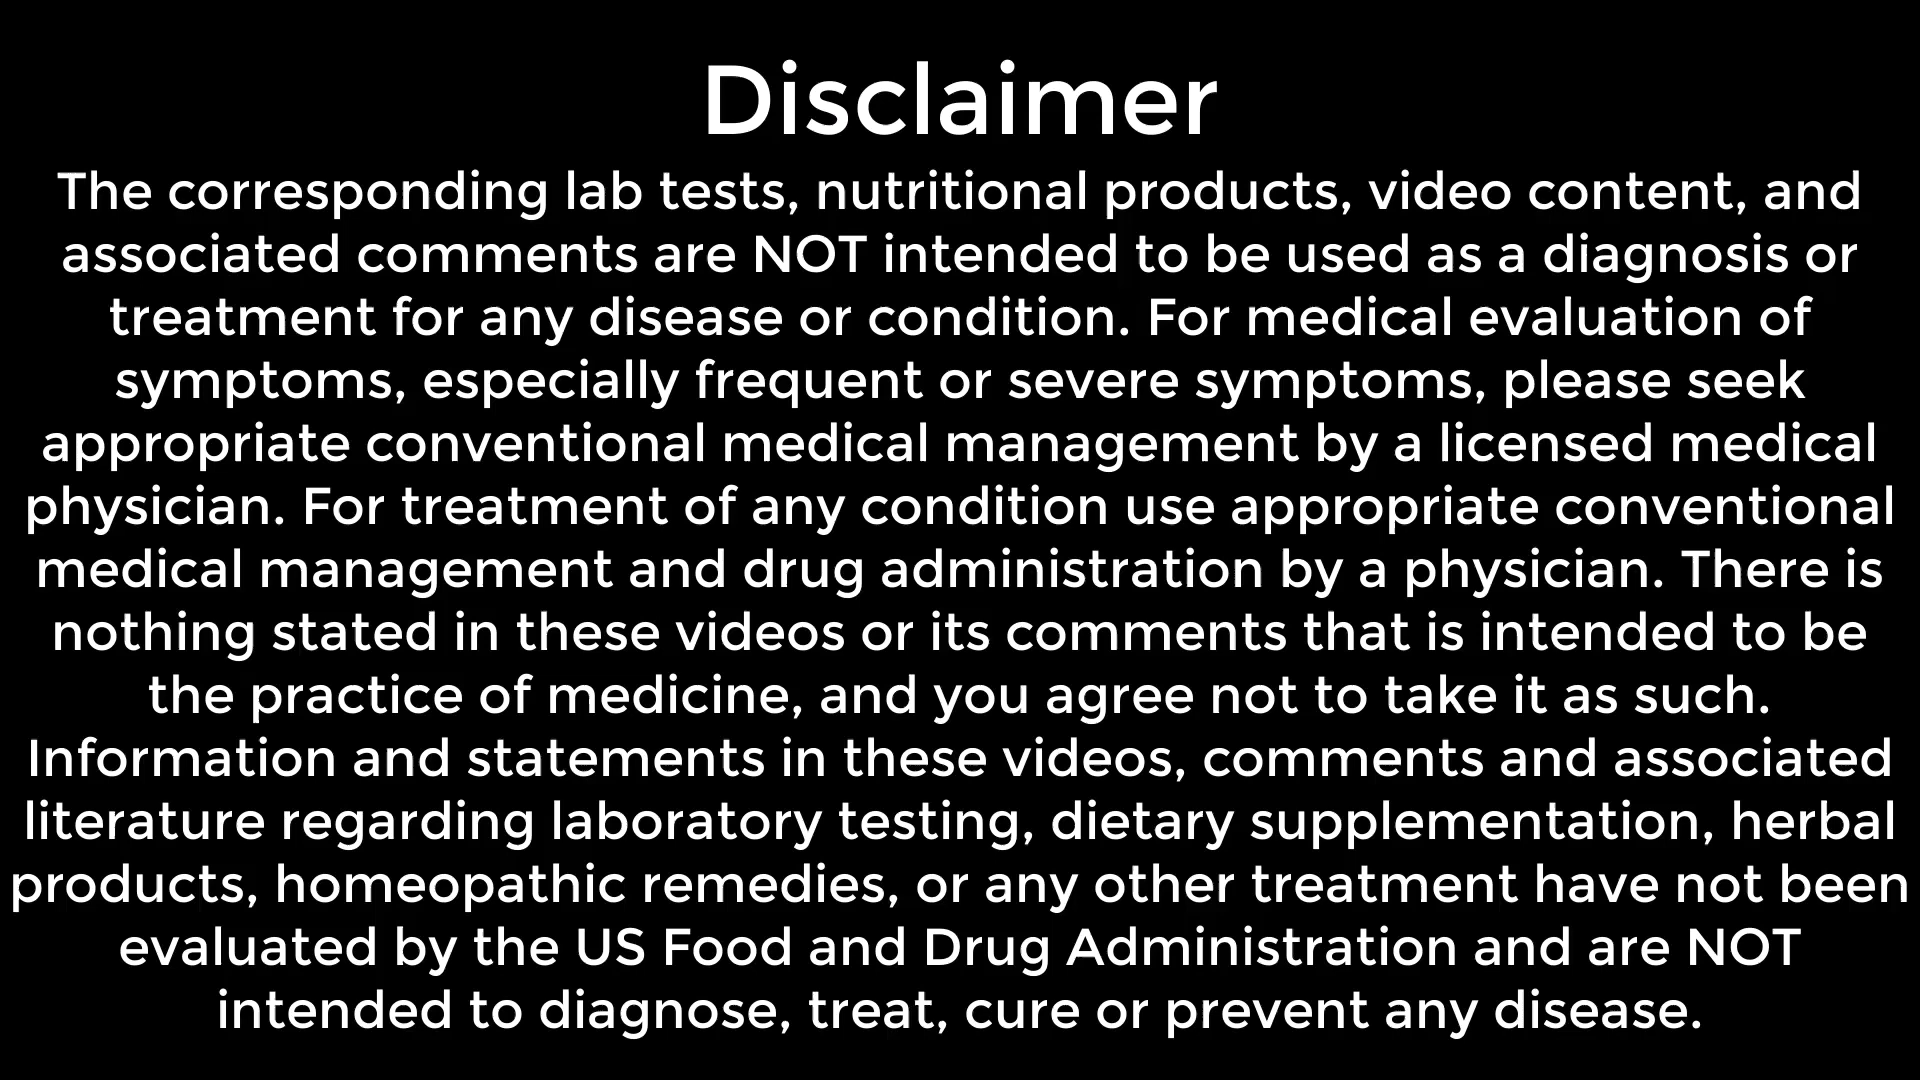 Disclaimer
The corresponding lab tests, nutritional products, video content, and
associated comments are NOT intended to be used as a diagnosis or
treatment for any disease or condition. For medical evaluation of
symptoms, especially frequent or severe symptoms, please seek
appropriate conventional medical management by a licensed medical
physician. For treatment of any condition use appropriate conventional
medical management and drug administration by a physician. There is
nothing stated in these videos or its comments that is intended to be
the practice of medicine, and you agree not to take it as such.
Information and statements in these videos, comments and associated
literature regarding laboratory testing, dietary supplementation, herbal
products, homeopathic remedies, or any other treatment have not been
evaluated by the US Food and Drug Administration and are NOT
intended to diagnose, treat, cure or prevent any disease.